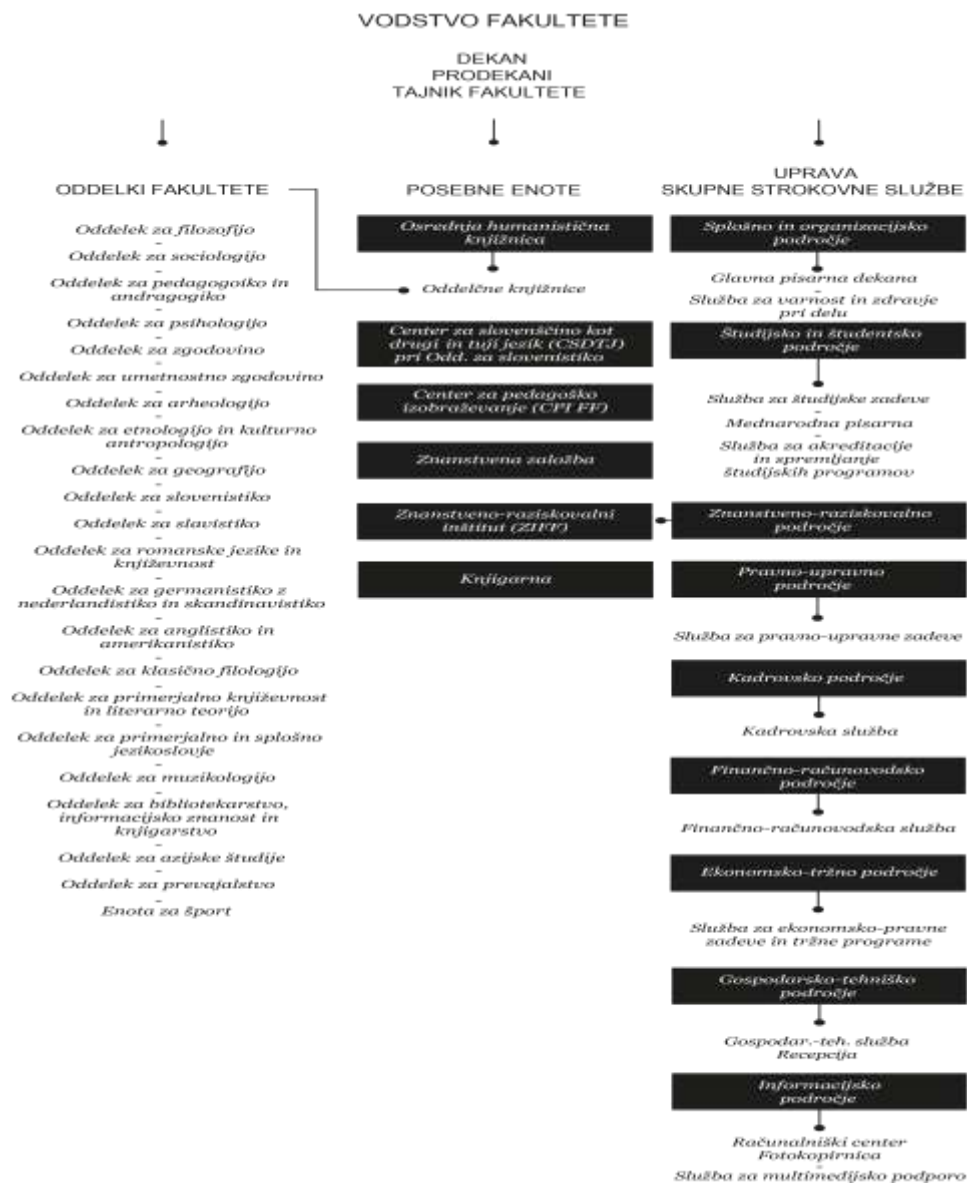 VODSTVO FAKULTETE
DEKAN
PRODEKANI
TAJNIK FAKULTETE
ODDELKI FAKULTETE
Oddelek za filozofijo
-
Oddelek za sociologijo
-
Oddelek za pedagogoiko in
andragogiko
-
Oddelek za psihologijo
-
Oddelek za zgodovino
-
Oddelek za umetnostno zgodovino
-
Oddelek za arheologijo
-
Oddelek za etnologijo in kulturno
antropologijo
-
Oddelek za geografijo
-
Oddelek za slovenistiko
-
Oddelek za slavistiko
-
Oddelek za romanske jezike in
književnost
-
Oddelek za germanistiko z
nederlandistiko in skandinavistiko
-
Oddelek za anglistiko in
amerikanistiko
-
Oddelek za klasično filologijo
-
Oddelek za primerjalno književnost
in literarno teorijo
-
Oddelek za primerjalno in splošno
jezikoslovje
-
Oddelek za muzikologijo
-
Oddelek za bibliotekarstvo,
informacijsko znanost in
knjigarstvo
-
Oddelek za azijske študije
-
Oddelek za prevajalstvo
-
Enota za šport
POSEBNE ENOTE
Osrednja humanistična
knjižnica
Oddelčne knjižnice
Center za slovenščino kot
drugi in tuji jezik (CSDTJ)
pri Odd. za slovenistiko
Center za pedagoško
izobraževanje (CPI FF)
Znanstvena založba
Znanstveno-raziskovalni
inštitut (ZIFF)
Knjigarna
UPRAVA
SKUPNE STROKOVNE SLUŽBE
Splošno in organizacijsko
področje
Glavna pisarna dekana
-
Služba za varnost in zdravje
pri delu
Študijsko in študentsko
področje
Služba za študijske zadeve
-
Mednarodna pisarna
-
Služba za akreditacije
in spremljanje
študijskih programov
Znanstveno-raziskovalno
področje
Pravno-upravno
področje
Služba za pravno-upravne zadeve
Kadrovsko področje
Kadrovska služba
Finančno-računovodsko
področje
Finančno-računovodska služba
Ekonomsko-tržno področje
Služba za ekonomsko-pravne
zadeve in tržne programe
Gospodarsko-tehniško
področje
Gospodar.-teh. služba
Recepcija
Informacijsko
področje
Računalniški center
Fotokopirnica
-
Služba za multimedijsko podporo